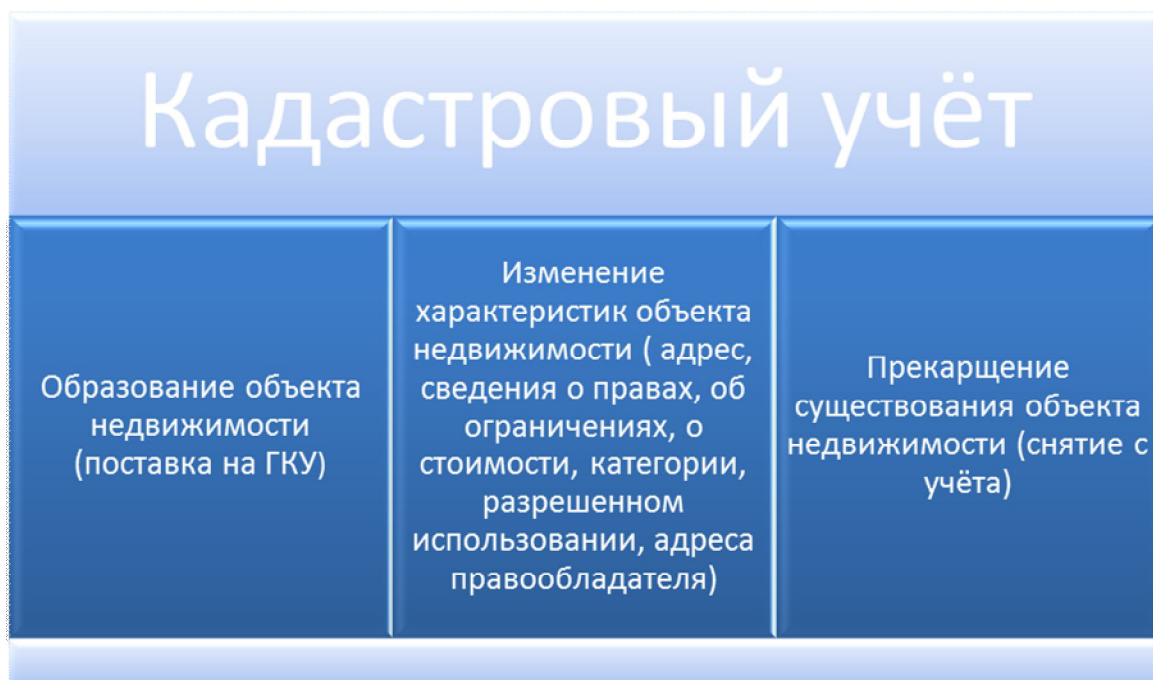 Кадастровый учёт
Образование объекта
недвижимости
(поставка на ГКУ)
Изменение
характеристик объекта
недвижимости ( адрес,
сведения о правах, об
ограничениях, о
стоимости, категории,
разрешенном
использовании, адреса
правообладателя)
Прекарщение
существования объекта
недвижимости (снятие с
учёта)